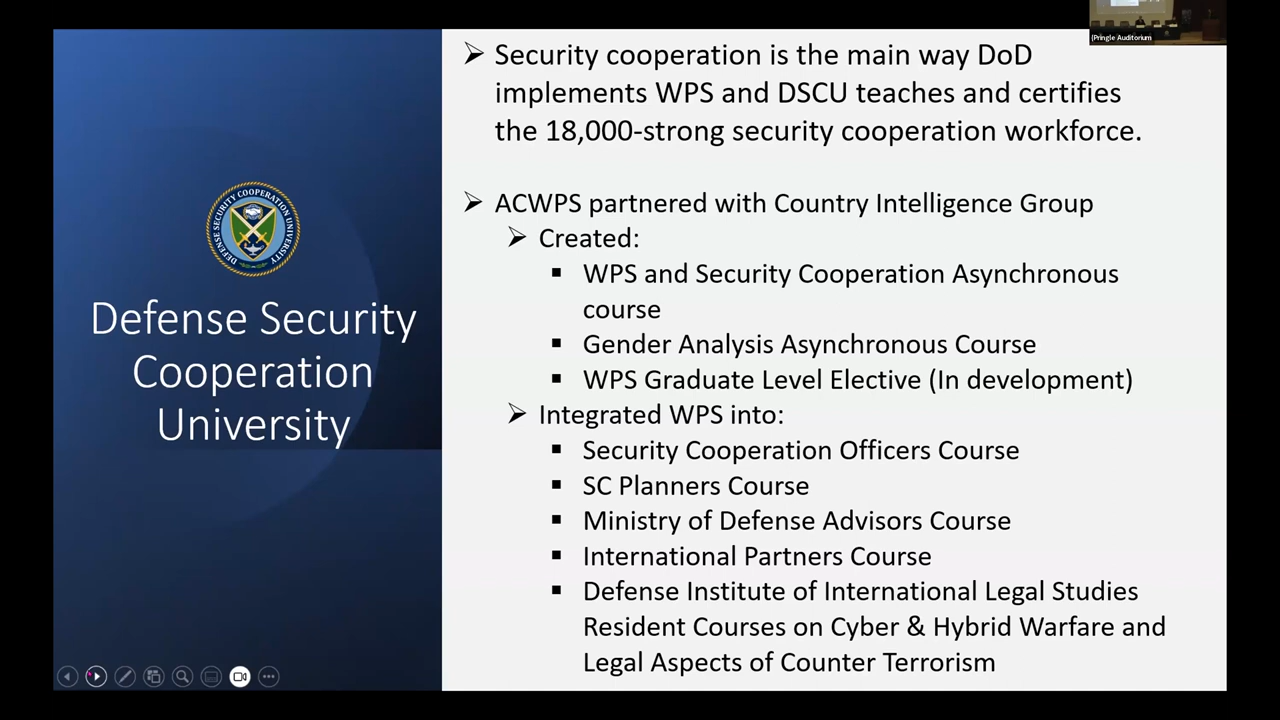 (Pringle Auditorium
DEFENSE SECURITY COOPERATION UNIVERSITY
Defense Security
Cooperation
University
Security cooperation is the main way DoD
implements WPS and DSCU teaches and certifies
the 18,000-strong security cooperation workforce.
ACWPS partnered with Country Intelligence Group
Created:
WPS and Security Cooperation Asynchronous
course
Gender Analysis Asynchronous Course
WPS Graduate Level Elective (In development)
Integrated WPS into:
Security Cooperation Officers Course
SC Planners Course
Ministry of Defense Advisors Course
International Partners Course
Defense Institute of International Legal Studies
Resident Courses on Cyber & Hybrid Warfare and
Legal Aspects of Counter Terrorism